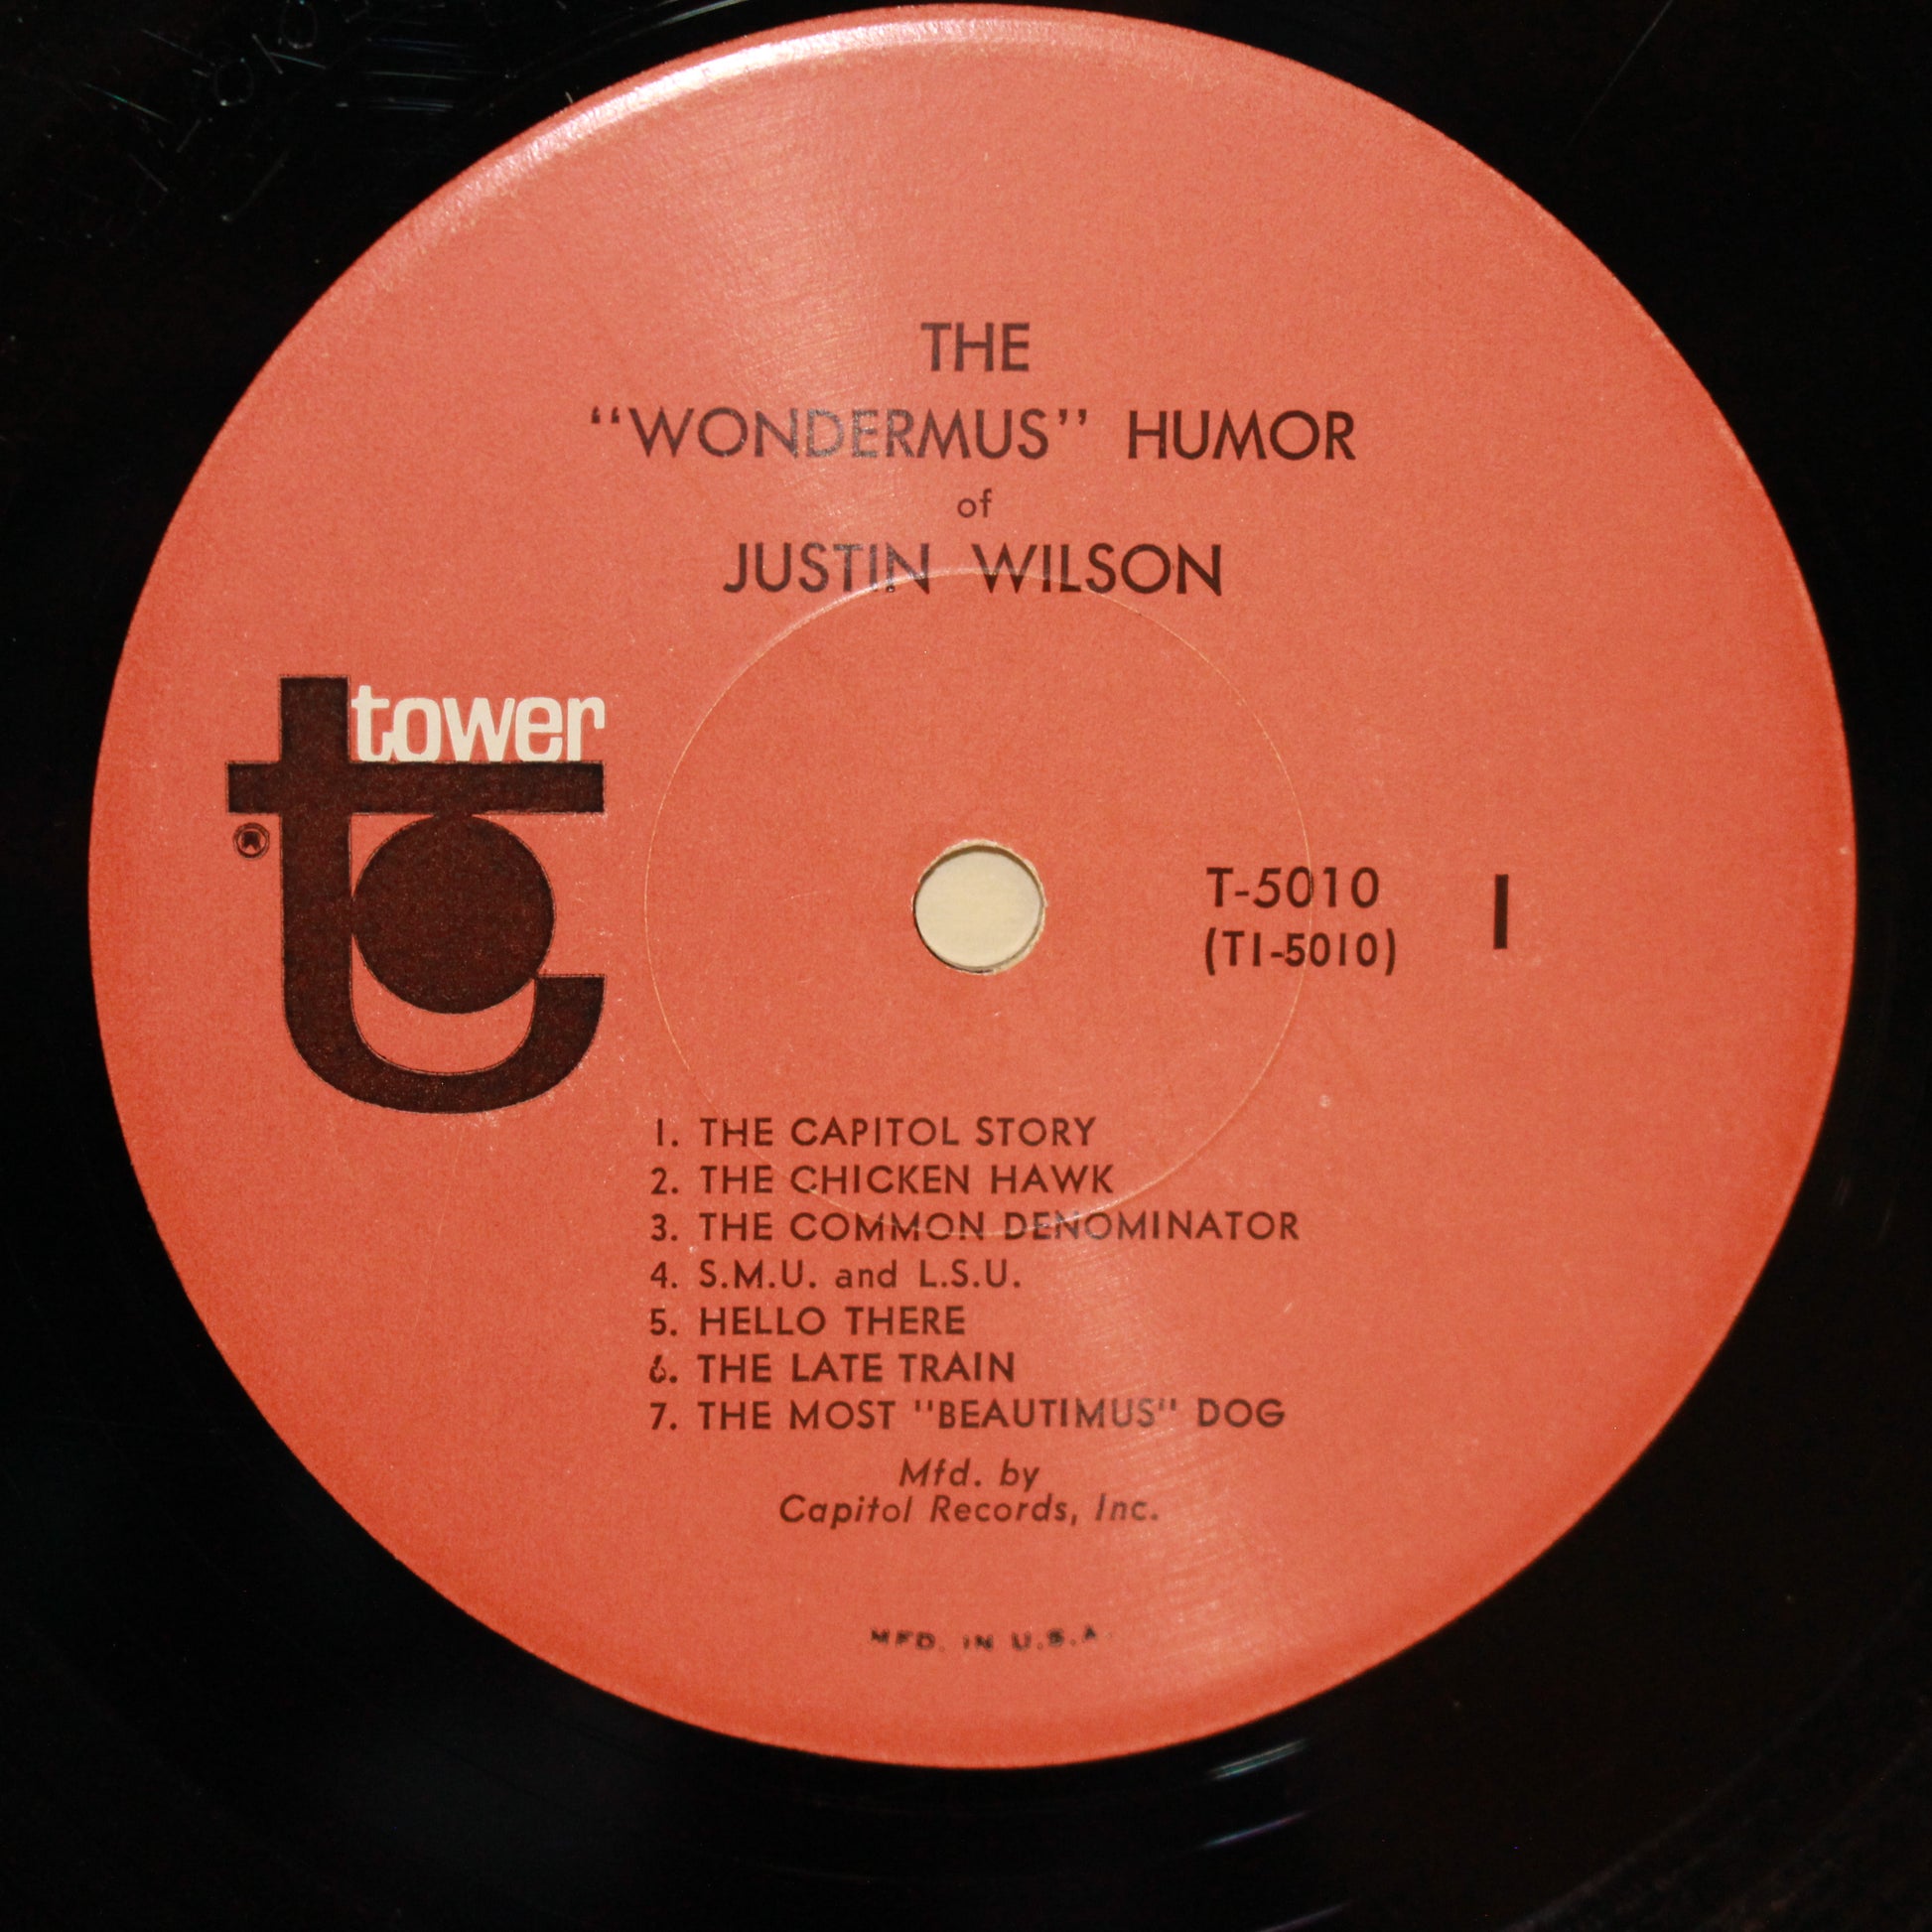 THE
“WONDERMUS” HUMOR
of
JUSTIN WILSON
tower
®
T-5010
(T1-5010)
1
1. THE CAPITOL STORY
2. THE CHICKEN HAWK
3. THE COMMON DENOMINATOR
4. S.M.U. and L.S.U.
5. HELLO THERE
6. THE LATE TRAIN
7. THE MOST "BEAUTIMUS" DOG
Mfd. by
Capitol Records, Inc.
MFD. IN U.S.A.